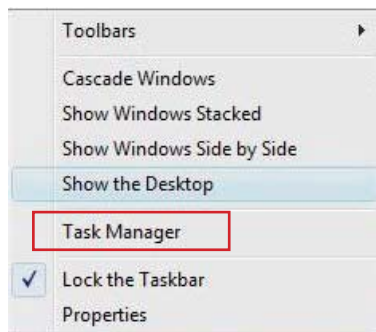 Toolbars
Cascade Windows
Show Windows Stacked
Show Windows Side by Side
Show the Desktop
Task Manager
Lock the Taskbar
Properties